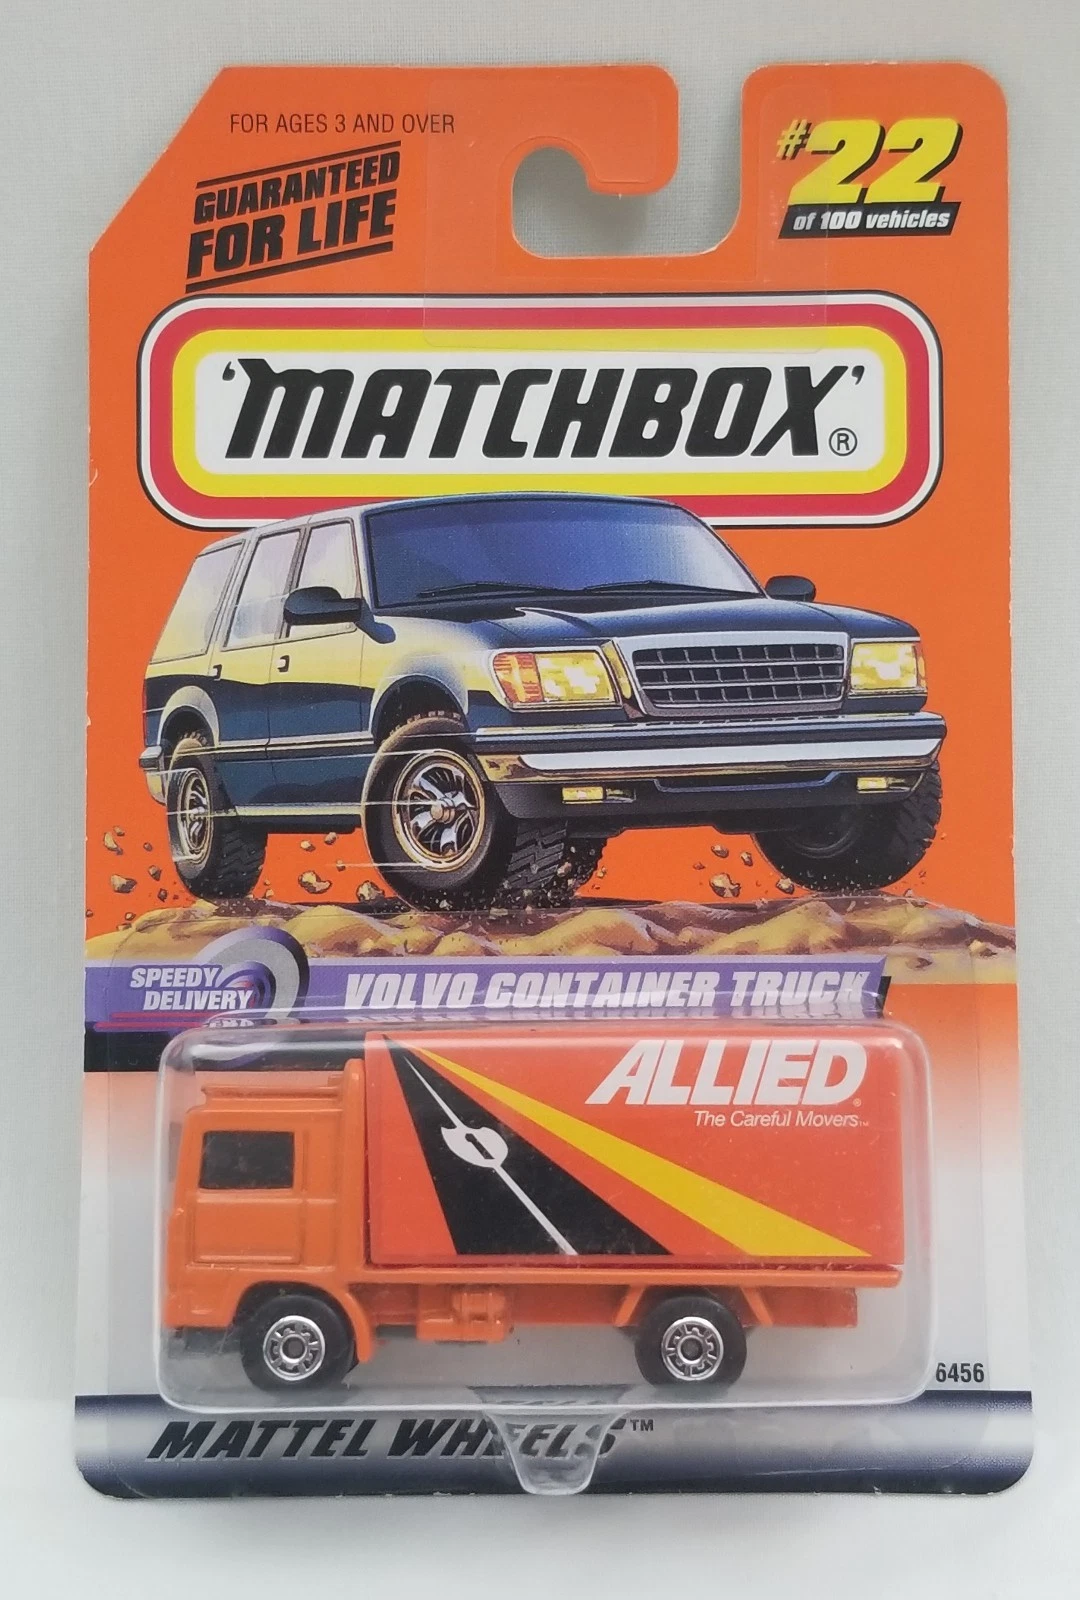 FOR AGES 3 AND OVER
GUARANTEED
FOR LIFE
#22
of 100 vehicles
'MATCHBOX'®
SPEEDY
DELIVERY
VOLVO CONTAINER TRUCK
ALLIED®
The Careful Movers™
36456
MATTEL WHEELS™